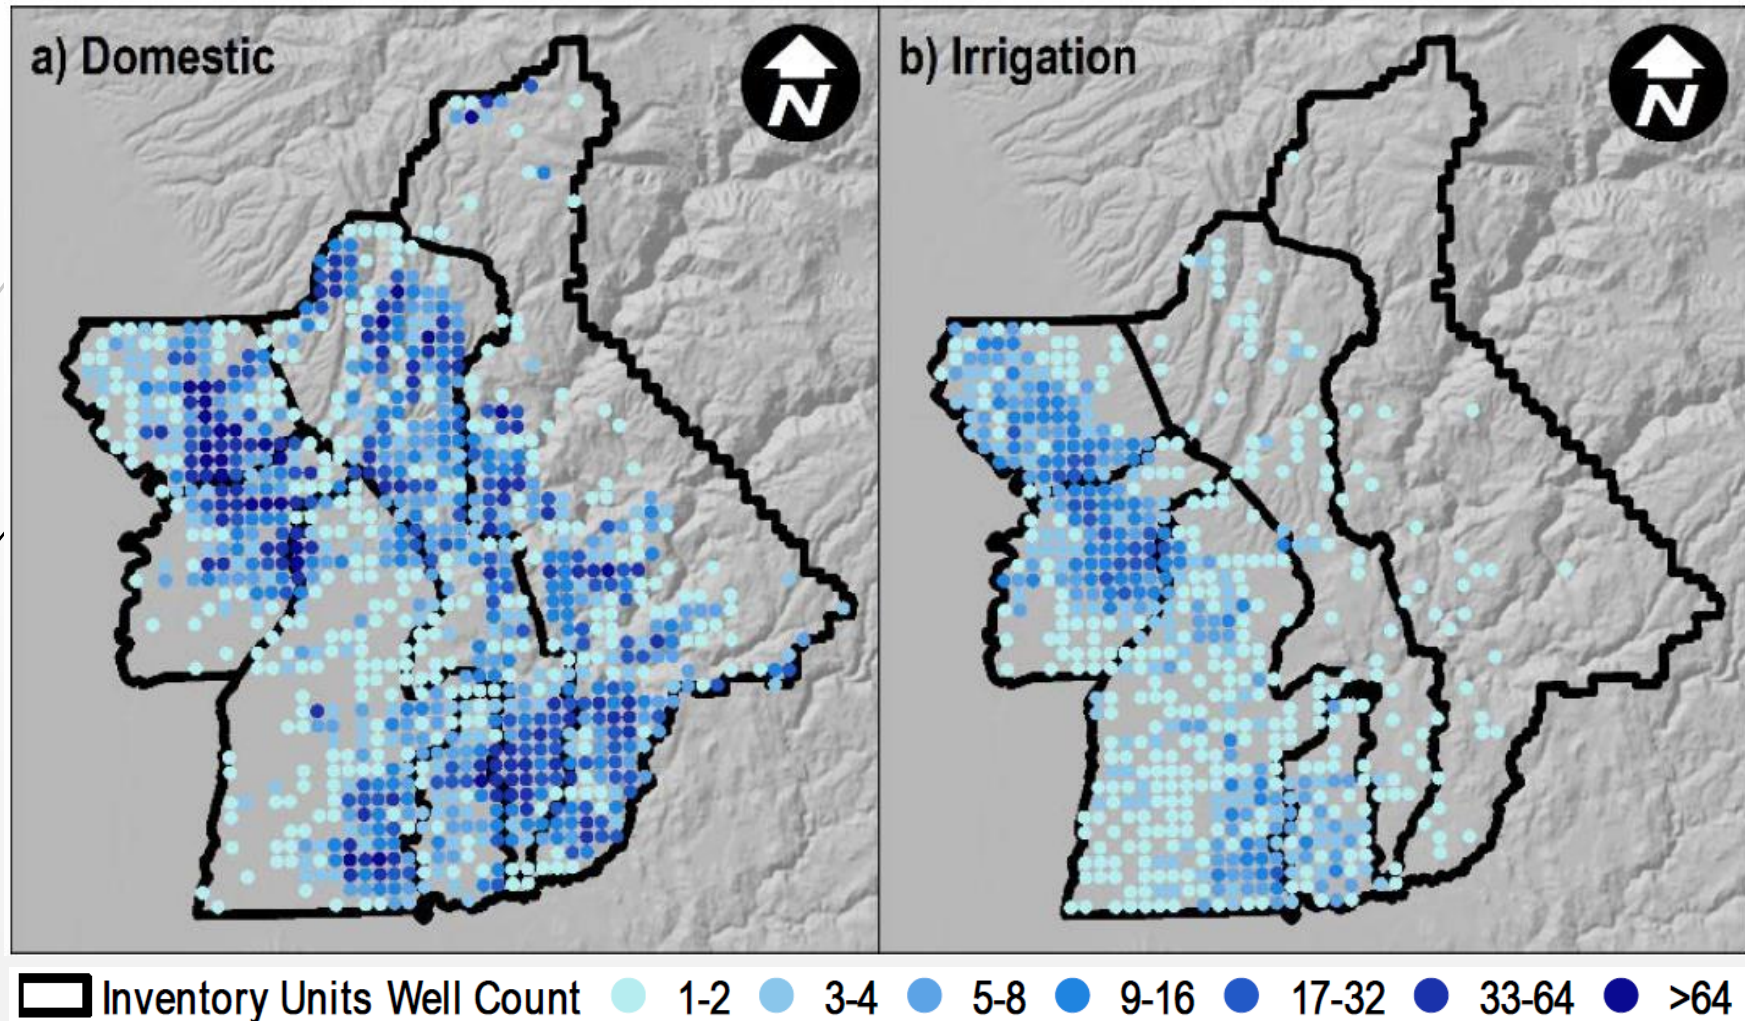 a) Domestic
N
b) Irrigation
N
Inventory Units Well Count 1-2 3-4 5-8 9-16 17-32 33-64 >64